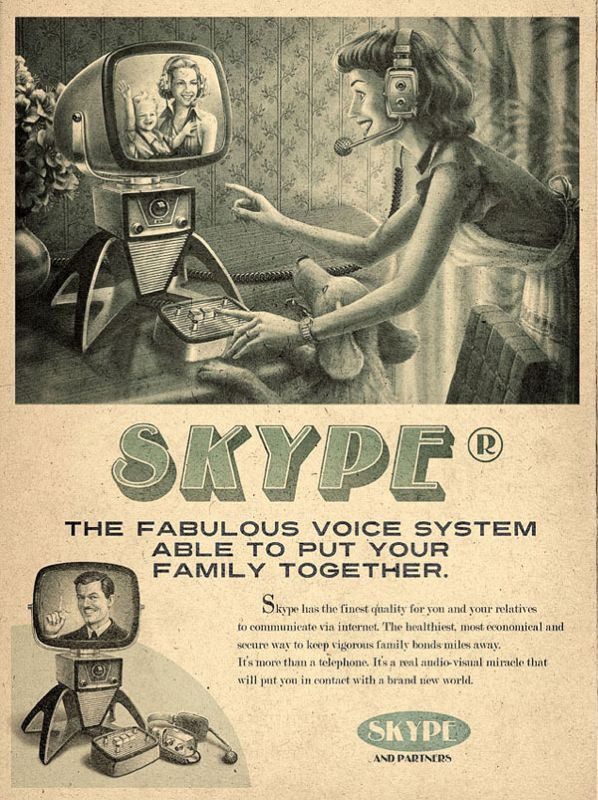 SKYPE®
THE FABULOUS VOICE SYSTEM
ABLE TO PUT YOUR
FAMILY TOGETHER.
Skype has the finest quality for you and your relatives
to communicate via internet. The healthiest, most economical and
secure way to keep vigorous family bonds miles away.
It's more than a telephone. It's a real audio-visual miracle that
will put you in contact with a brand new world.
SKYPE
AND PARTNERS